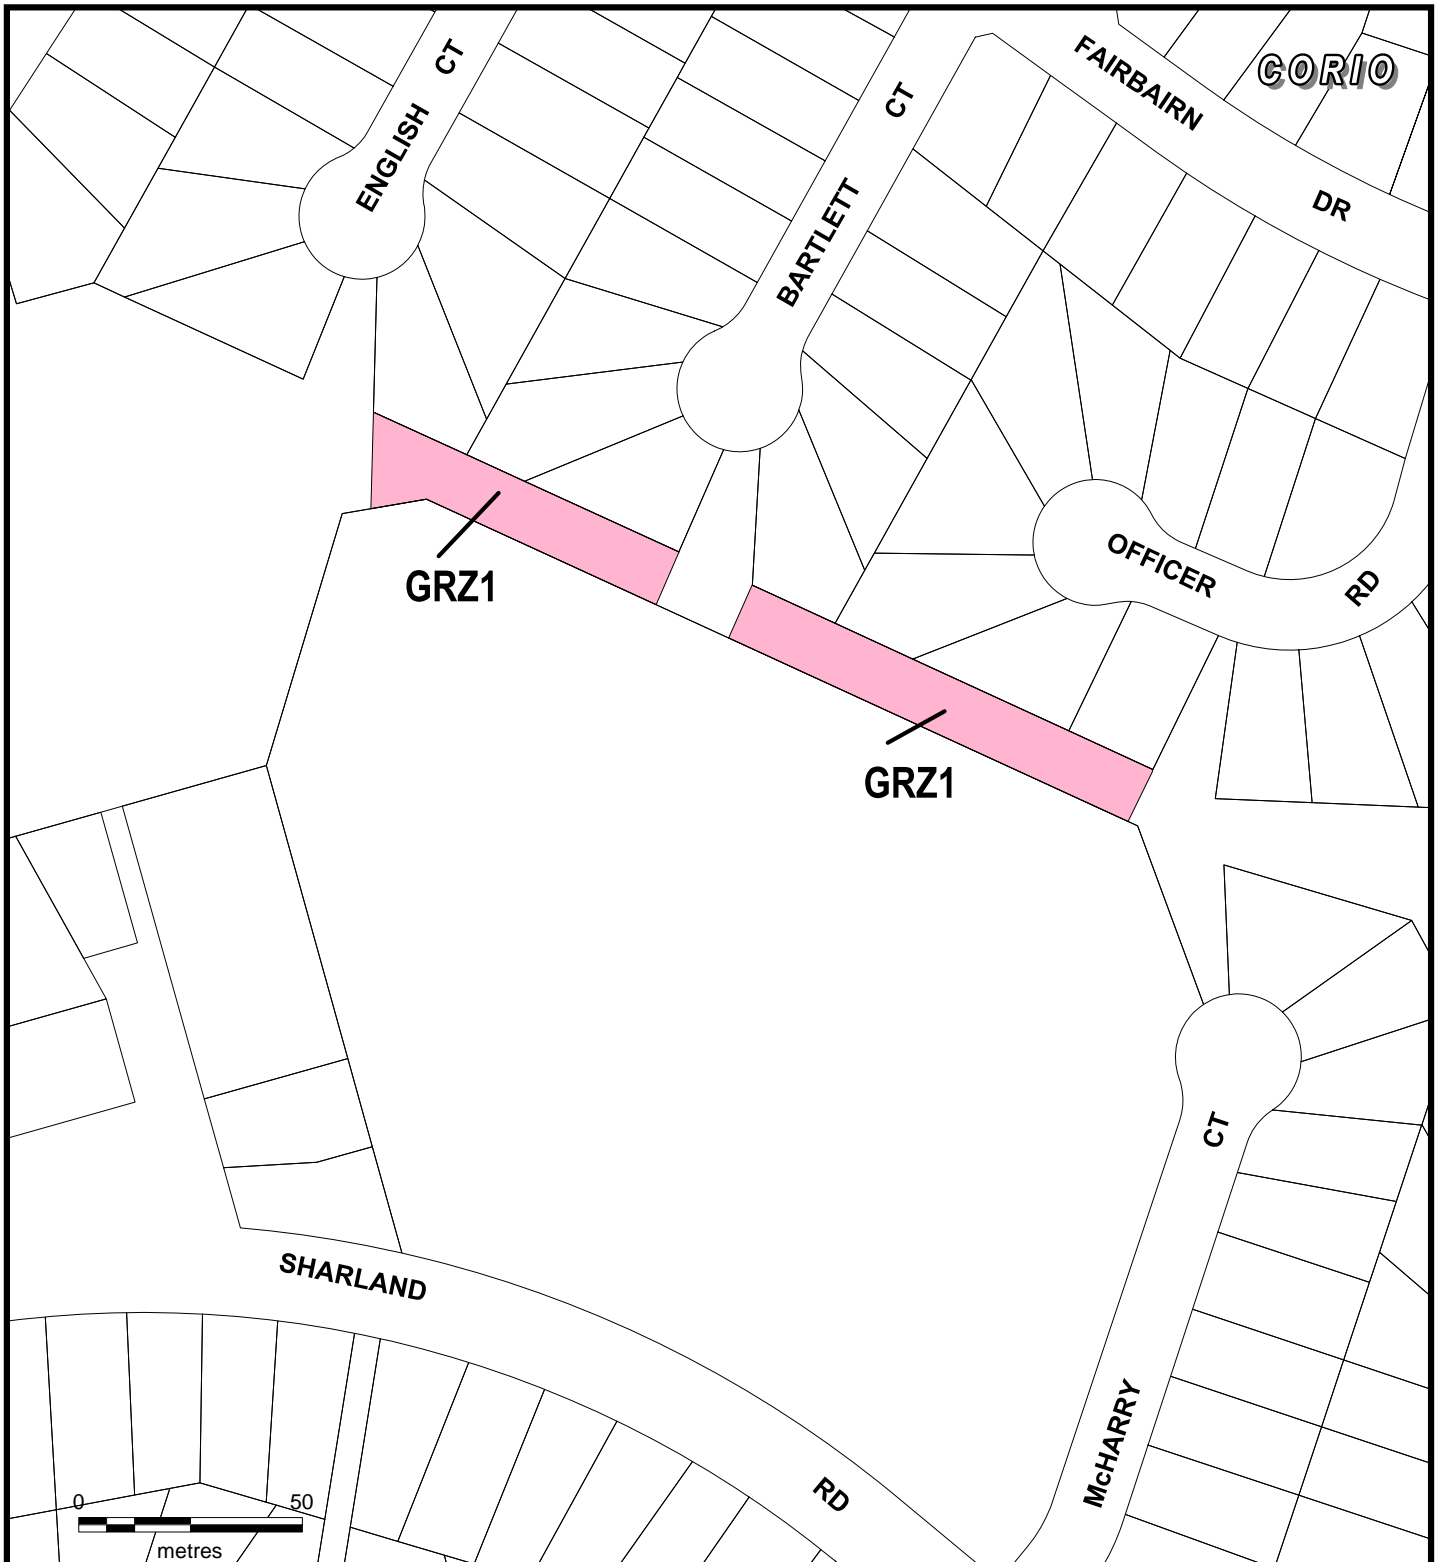 CORIO
ENGLISH CT
BARTLETT CT
FAIRBAIRN DR
OFFICER RD
GRZ1
GRZ1
McHARRY CT
SHARLAND RD
0 50
metres